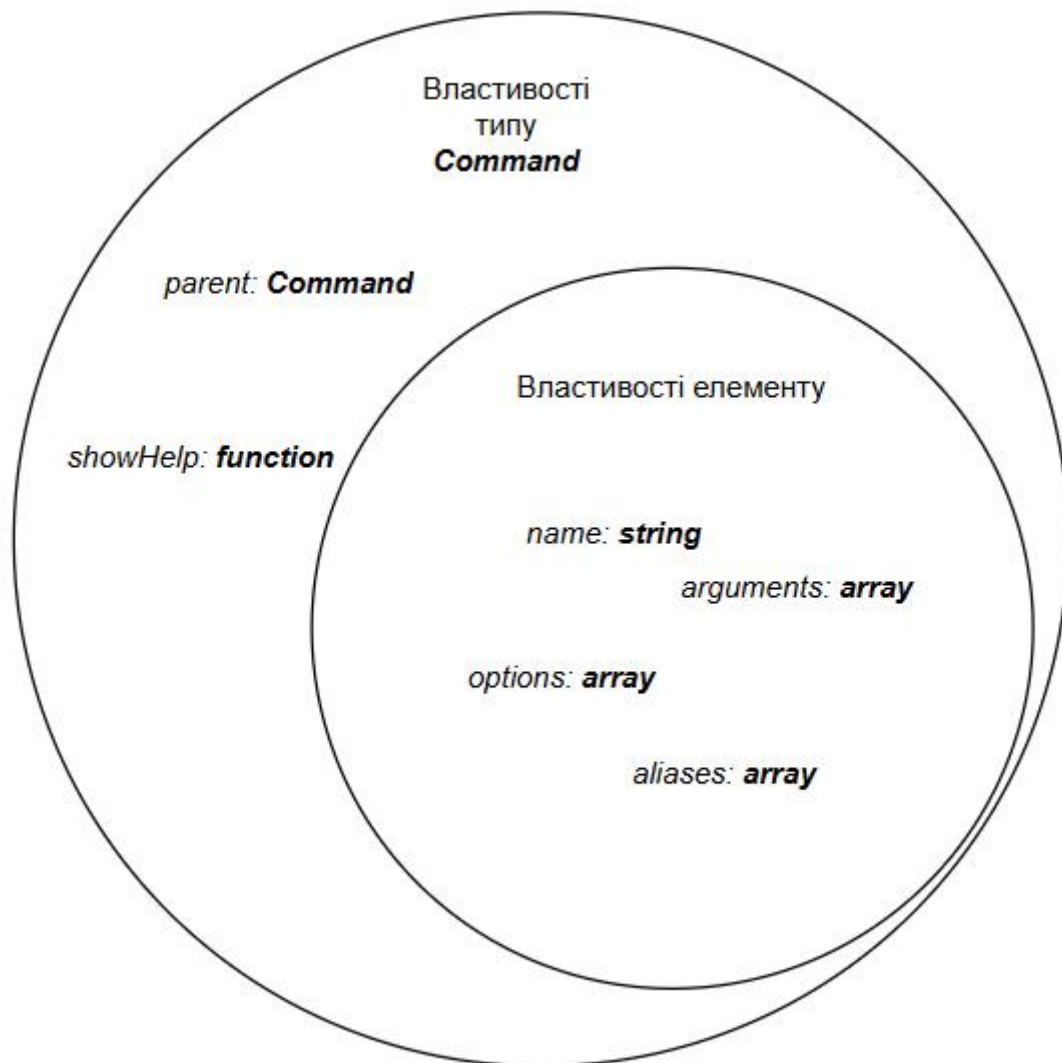 Властивості
типу
Command
parent: Command
Властивості елементу
showHelp: function
name: string
arguments: array
options: array
aliases: array